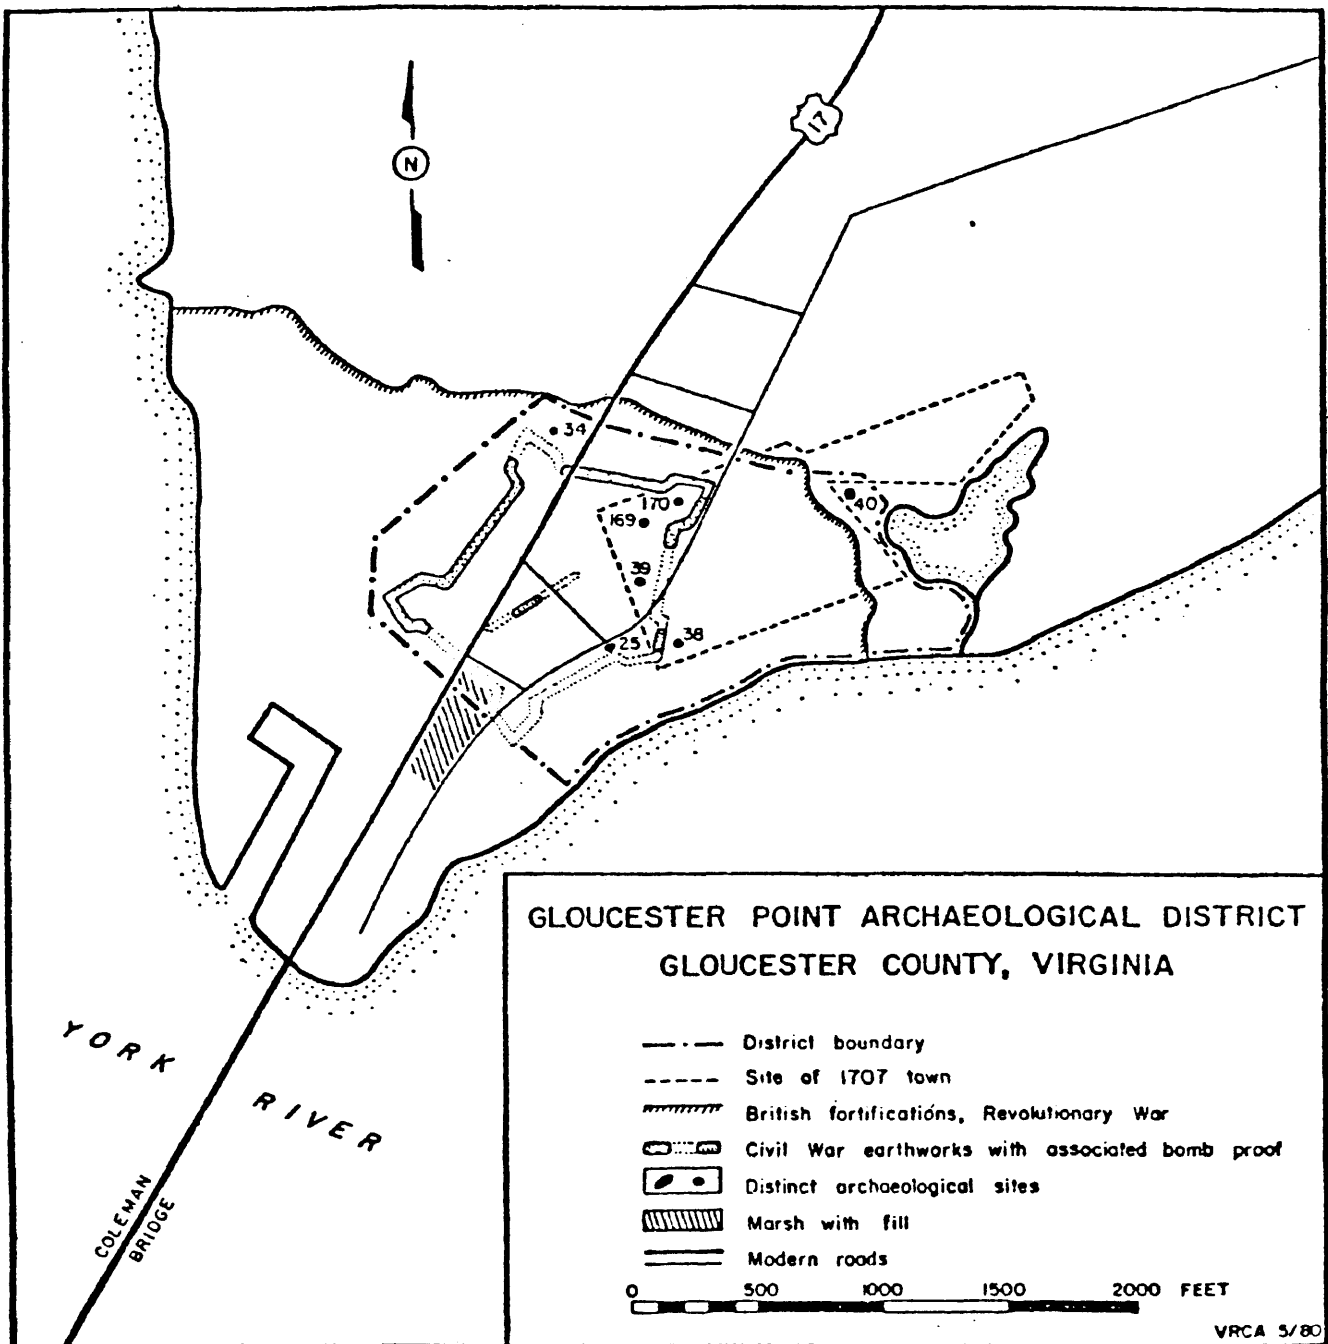 17
N
34
170
169
40
39
38
25
YORK
RIVER
COLEMAN
BRIDGE
GLOUCESTER POINT ARCHAEOLOGICAL DISTRICT
GLOUCESTER COUNTY, VIRGINIA
District boundary
Site of 1707 town
British fortifications, Revolutionary War
Civil War earthworks with associated bomb proof
Distinct archaeological sites
Marsh with fill
Modern roads
0 500 1000 1500 2000 FEET
VRCA 5/80